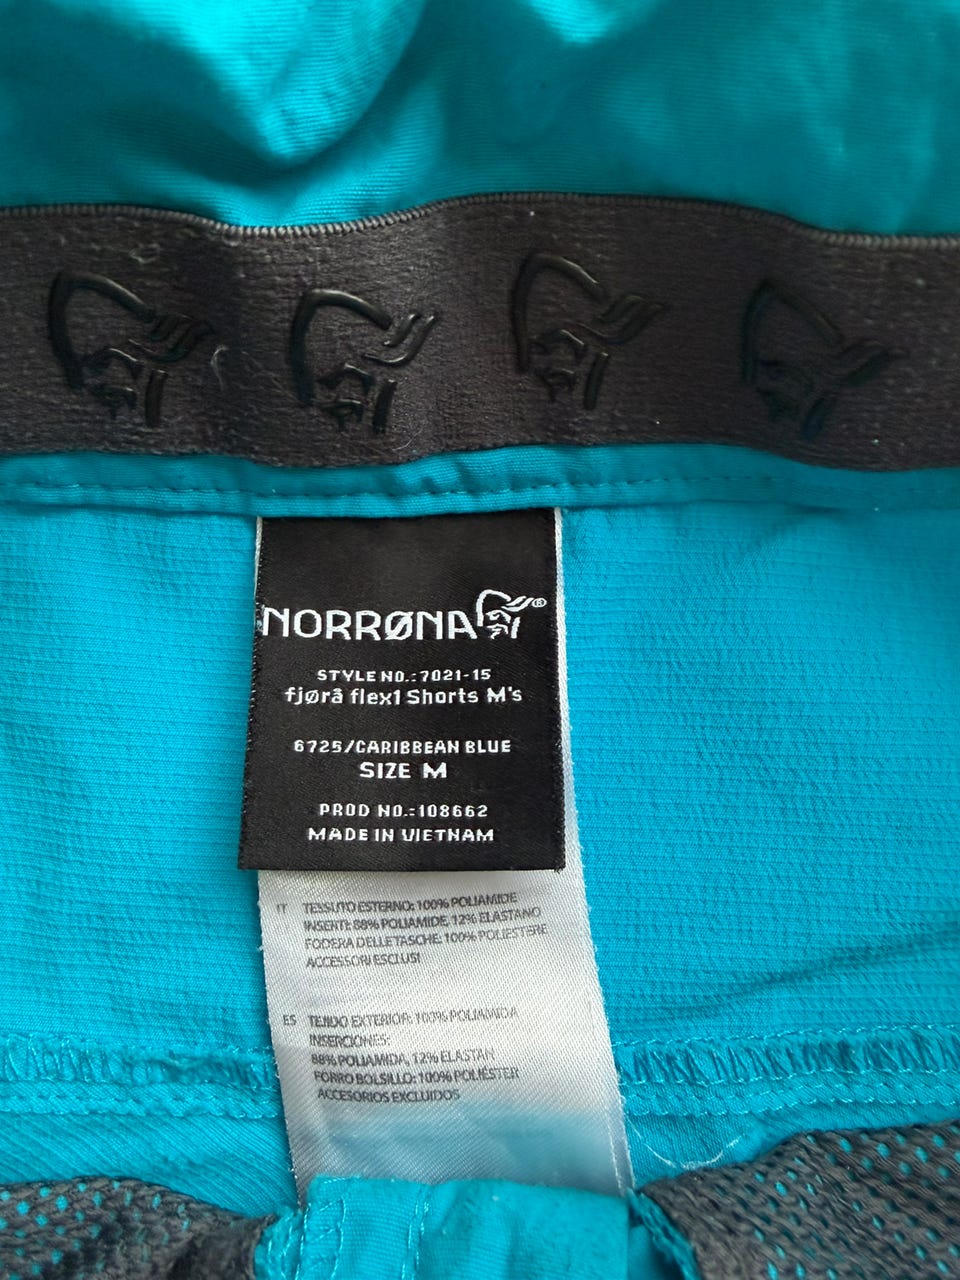 NORRØNA®
STYLE NO.:7021-15
fjørå flex1 Shorts M's
6725/CARIBBEAN BLUE
SIZE M
PROD NO.:108662
MADE IN VIETNAM
IT TESSUTO ESTERNO: 100% POLIAMIDE
INSERTI: 88% POLIAMIDE, 12% ELASTANO
FODERA DELLE TASCHE: 100% POLIESTERE
ACCESSORI ESCLUSI
ES TEJIDO EXTERIOR: 100% POLIAMIDA
INSERCIONES:
88% POLIAMIDA, 12% ELASTAN
FORRO BOLSILLO: 100% POLIÉSTER
ACCESORIOS EXCLUIDOS